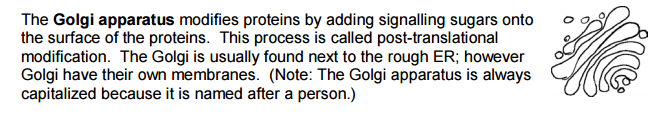 The Golgi apparatus modifies proteins by adding signalling sugars onto
the surface of the proteins.  This process is called post-translational
modification.  The Golgi is usually found next to the rough ER; however
Golgi have their own membranes.  (Note: The Golgi apparatus is always
capitalized because it is named after a person.)